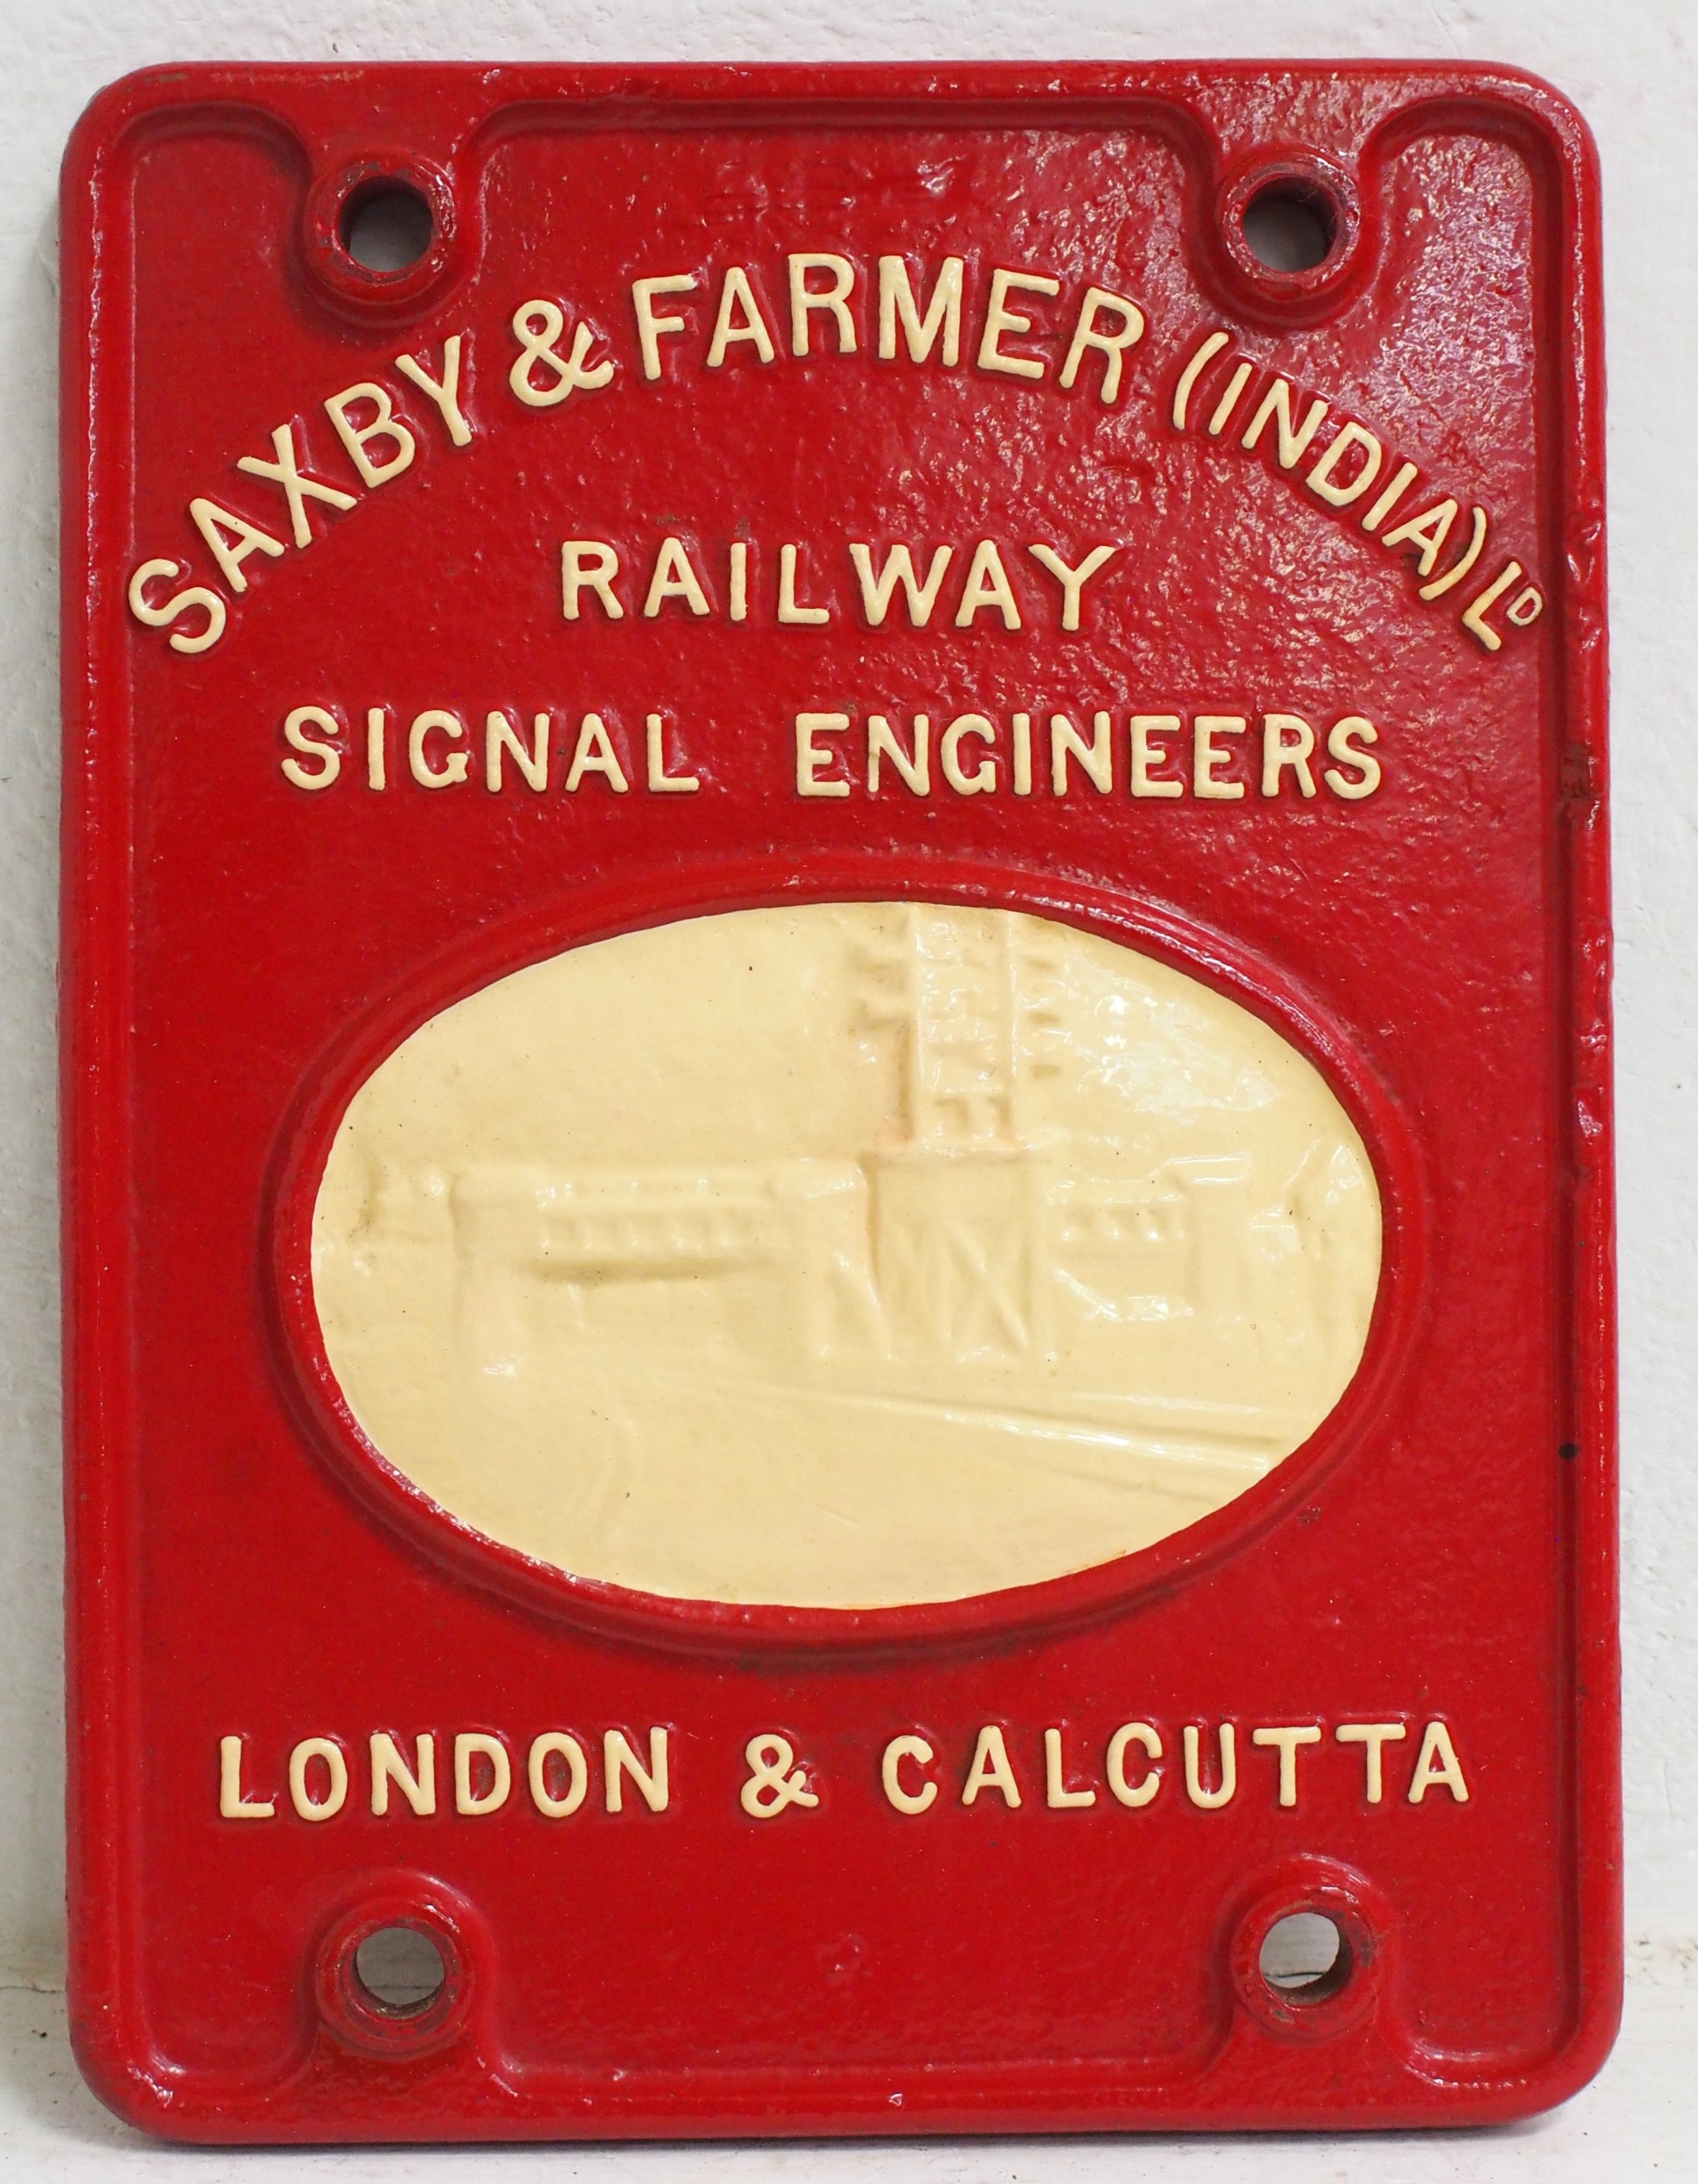 SAXBY & FARMER (INDIA) LD
RAILWAY
SIGNAL ENGINEERS
LONDON & CALCUTTA